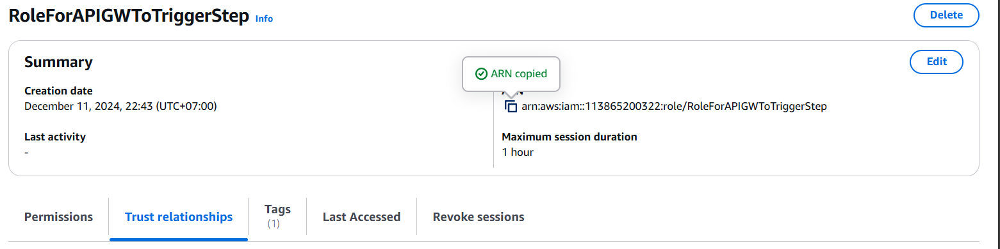 RoleForAPIGWToTriggerStep Info
Delete
Summary
Edit
ARN copied
Creation date
December 11, 2024, 22:43 (UTC+07:00)
arn:aws:iam::113865200322:role/RoleForAPIGWToTriggerStep
Last activity
-
Maximum session duration
1 hour
Permissions
Trust relationships
Tags
(1)
Last Accessed
Revoke sessions